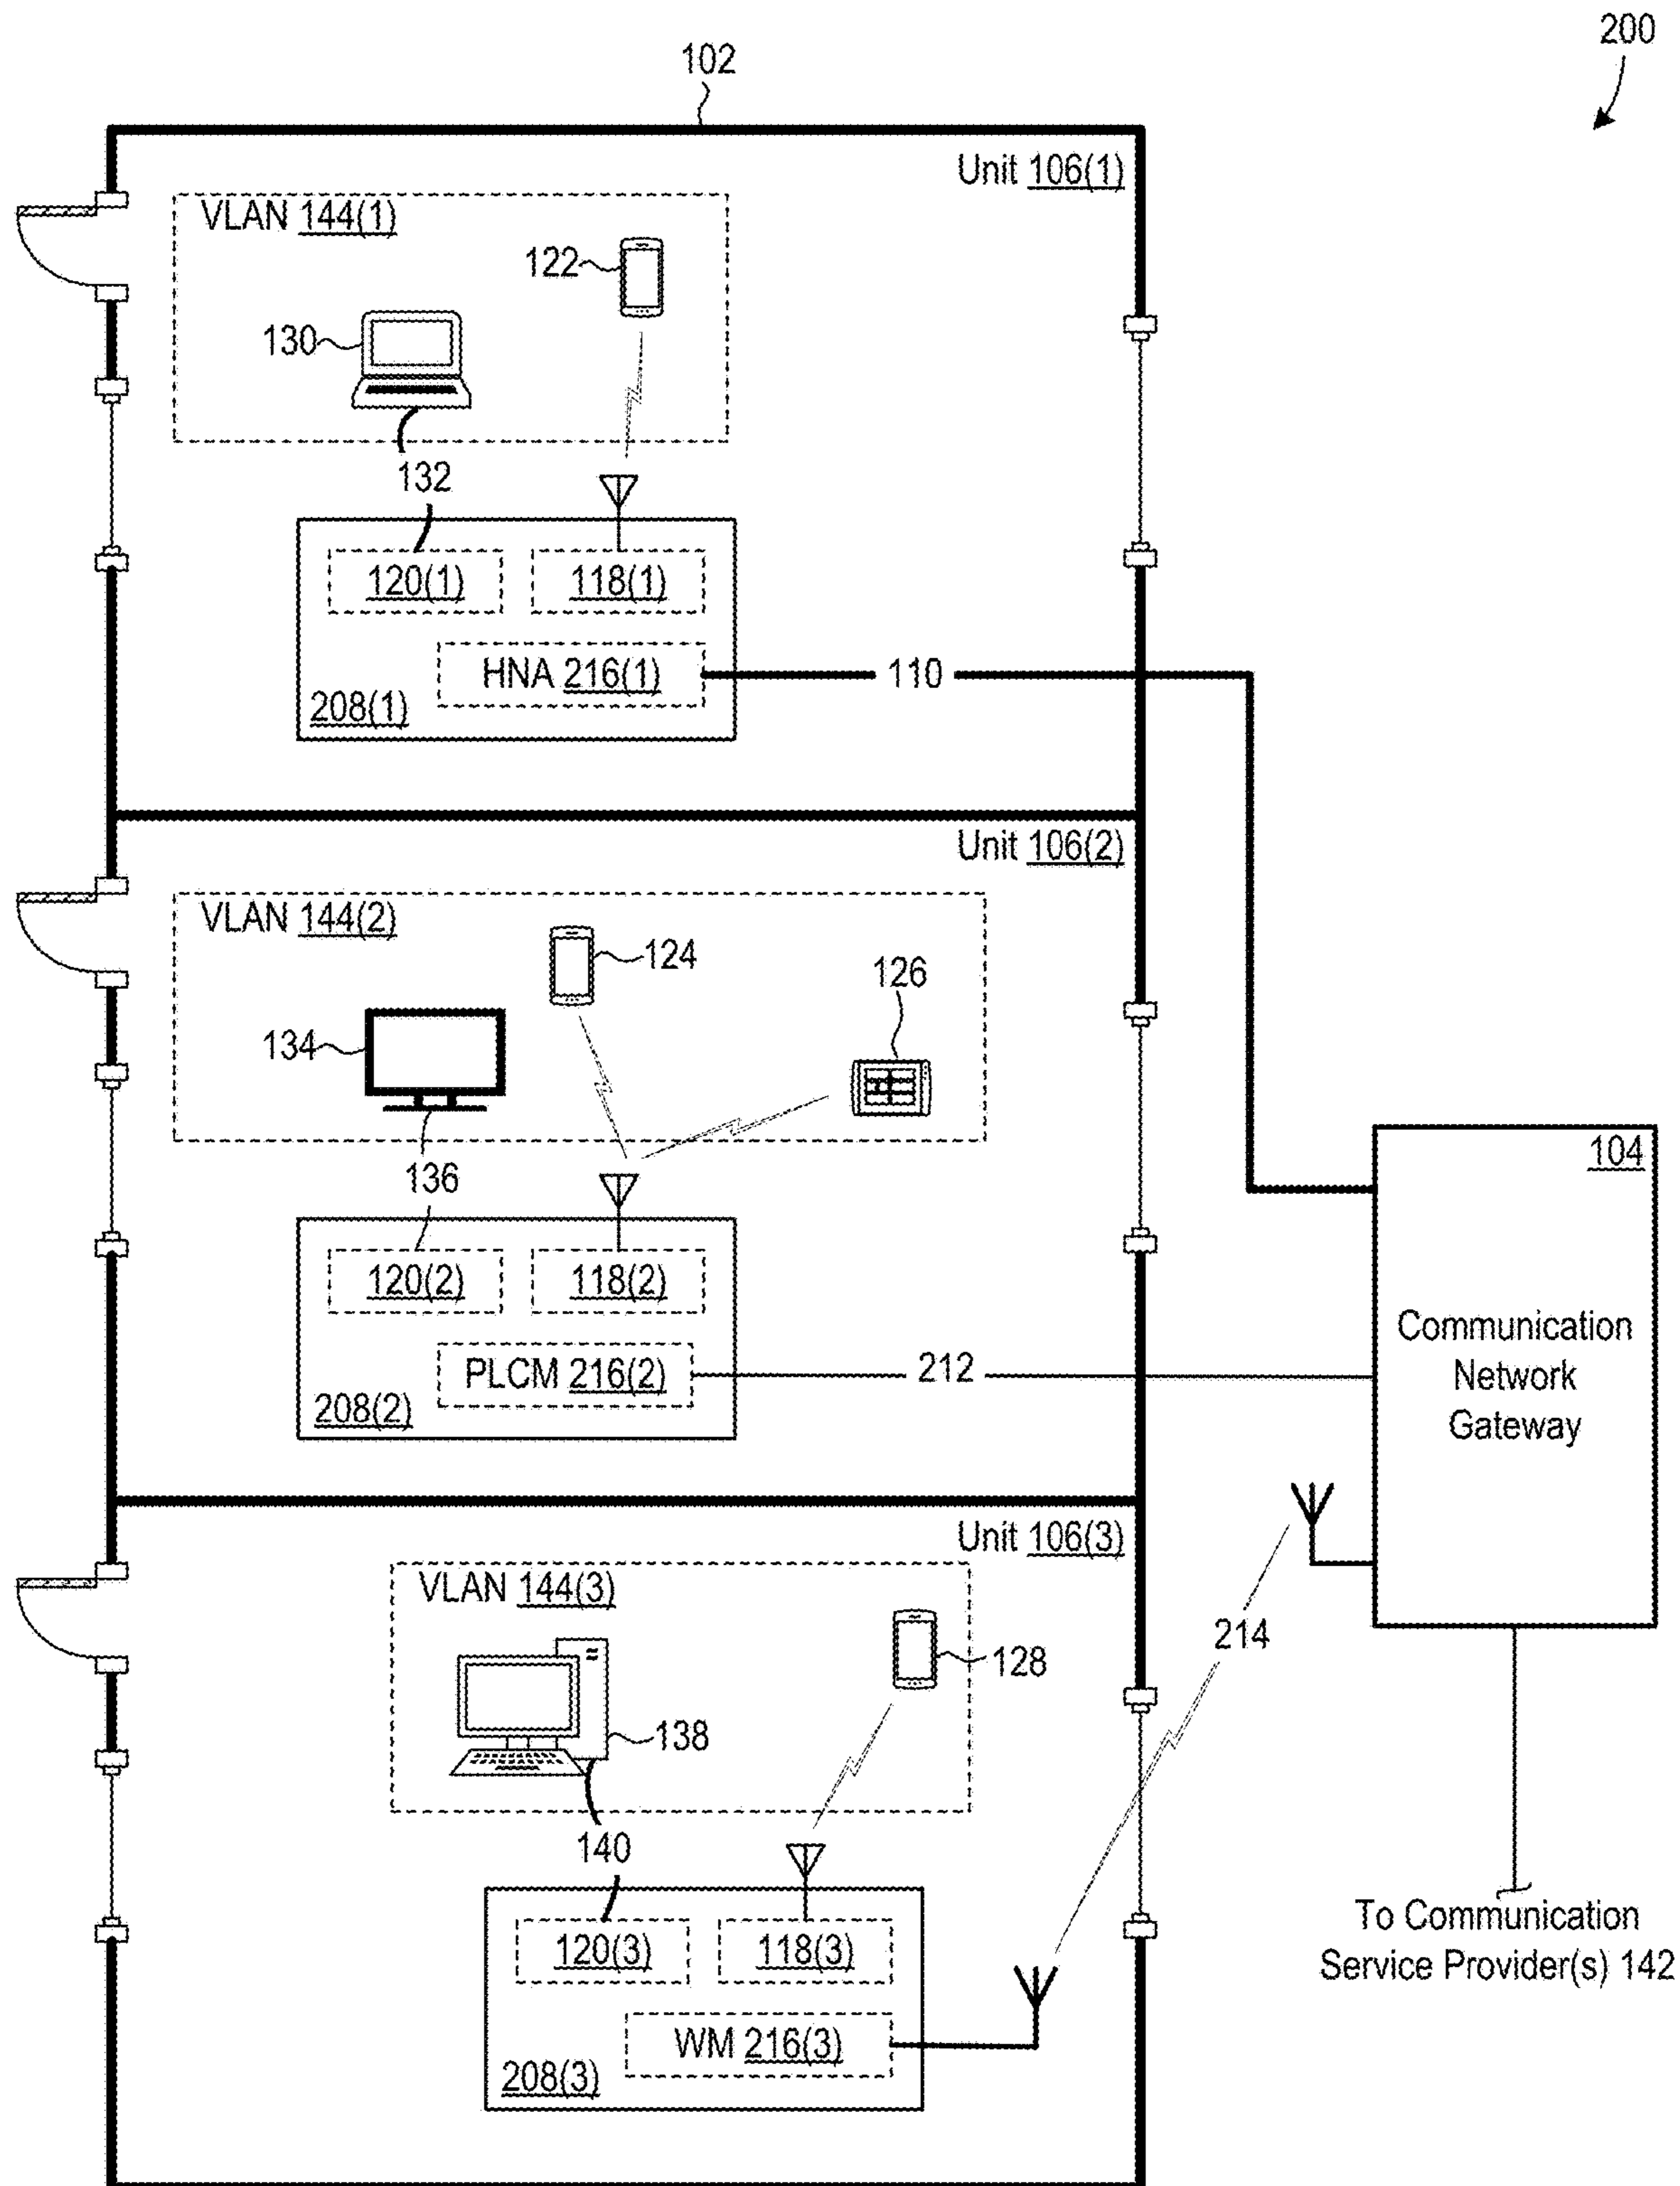 200
102
Unit 106(1)
VLAN 144(1)
122
130
132
120(1)
118(1)
HNA 216(1)
110
208(1)
Unit 106(2)
VLAN 144(2)
124
126
134
136
104
120(2)
118(2)
Communication
Network
Gateway
PLCM 216(2)
212
208(2)
Unit 106(3)
VLAN 144(3)
128
214
138
140
120(3)
118(3)
To Communication
Service Provider(s) 142
WM 216(3)
208(3)